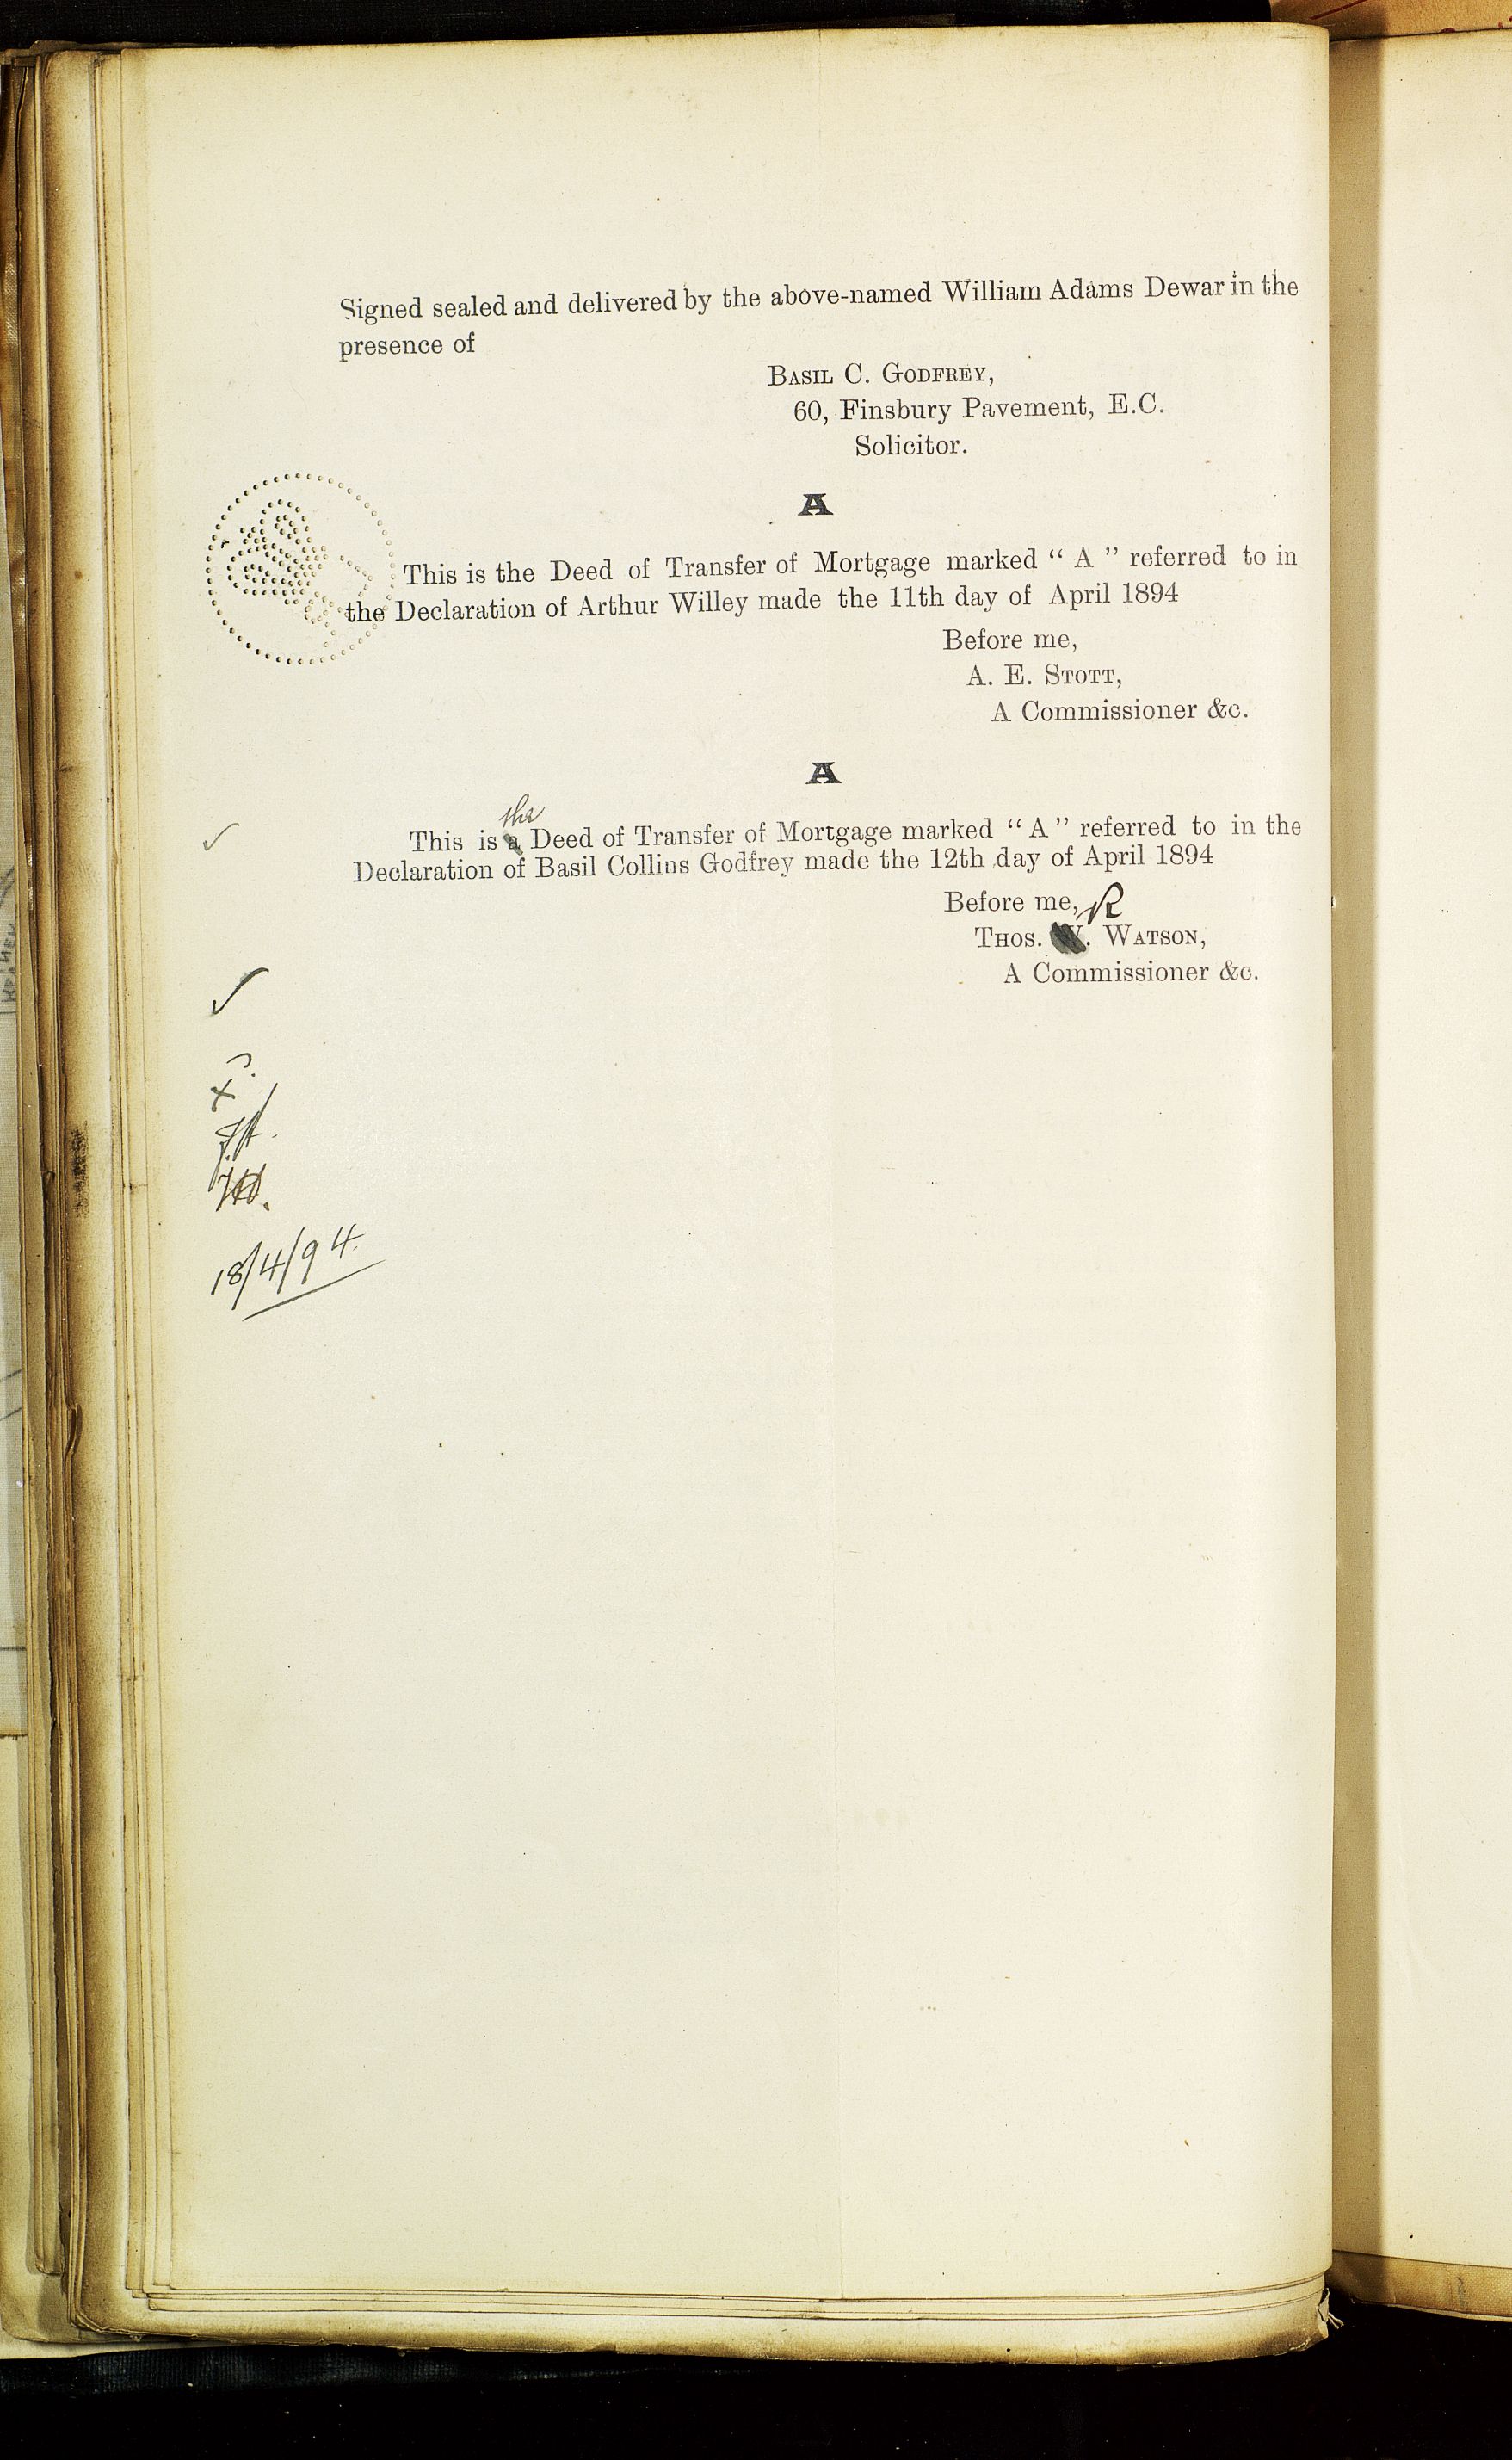 Signed sealed and delivered by the above-named William Adams Dewar in the
presence of
BASIL C. GODFREY,
60, Finsbury Pavement, E.C.
Solicitor.
A
This is the Deed of Transfer of Mortgage marked “ A ” referred to in
the Declaration of Arthur Willey made the 11th day of April 1894
Before me,
A. E. STOTT,
A Commissioner &c.
A
the
This is a Deed of Transfer of Mortgage marked “ A ” referred to in the
Declaration of Basil Collins Godfrey made the 12th day of April 1894
Before me,
R
THOS. W. WATSON,
A Commissioner &c.
18/4/94.